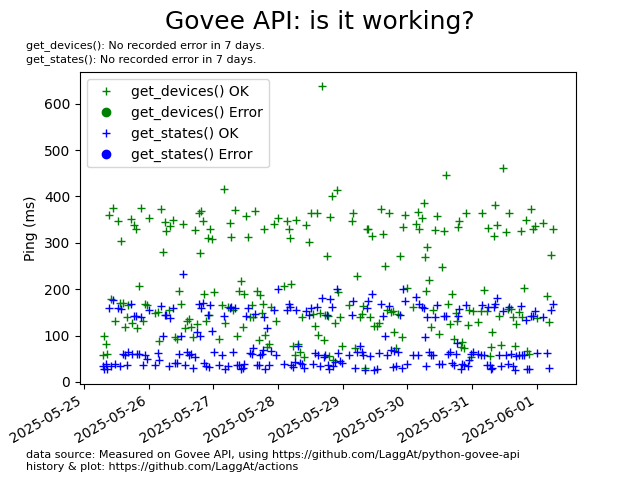 Govee API: is it working?
get_devices(): No recorded error in 7 days.
get_states(): No recorded error in 7 days.
get_devices() OK
get_devices() Error
get_states() OK
get_states() Error
Ping (ms)
600
500
400
300
200
100
0
2025-05-25
2025-05-26
2025-05-27
2025-05-28
2025-05-29
2025-05-30
2025-05-31
2025-06-01
data source: Measured on Govee API, using https://github.com/LaggAt/python-govee-api
history & plot: https://github.com/LaggAt/actions